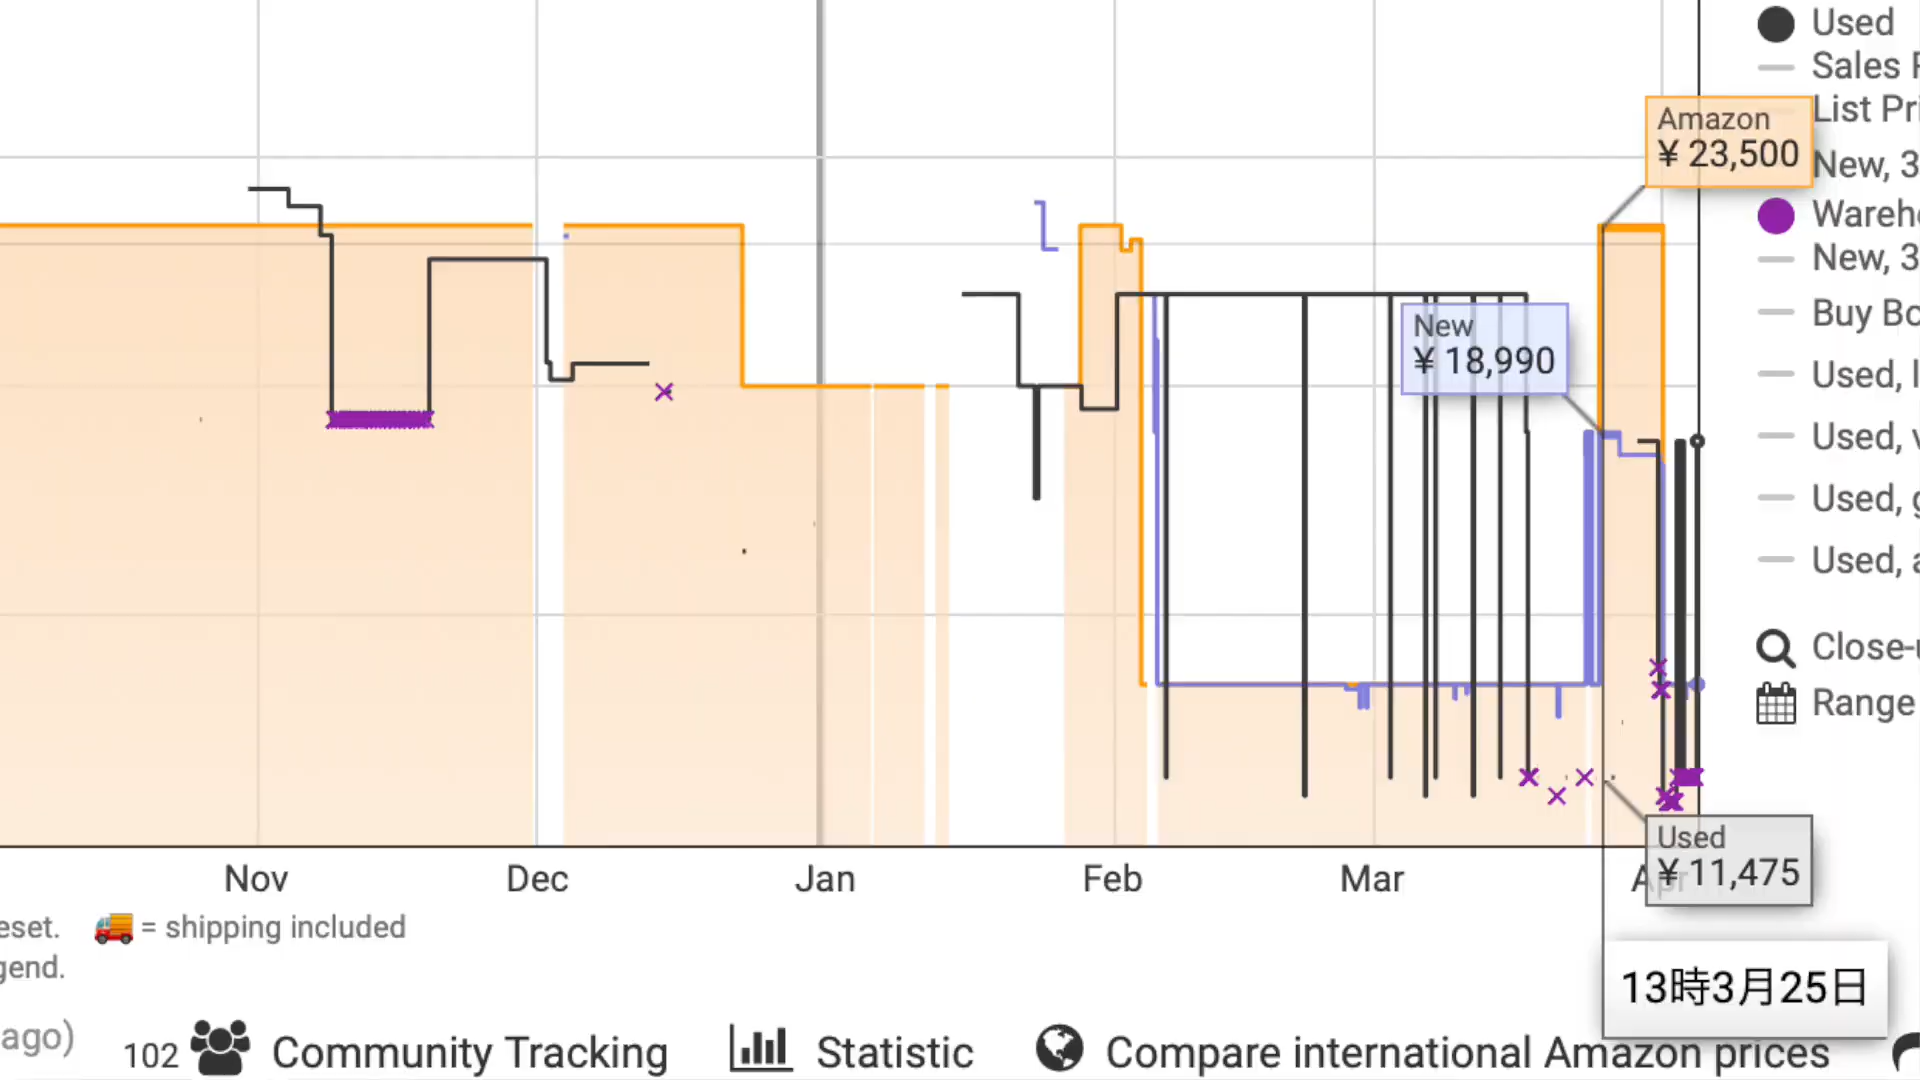 Used
Sales
List Pri
Amazon
¥ 23,500
New, 3
Wareh
New, 3
Buy Bo
New
¥ 18,990
Used,
Used,
Used,
Used,
Close-
Range
Used
¥ 11,475
Nov Dec Jan Feb Mar Apr
eset. = shipping included
gend.
13時3月25日
ago) 102 Community Tracking Statistic Compare international Amazon prices